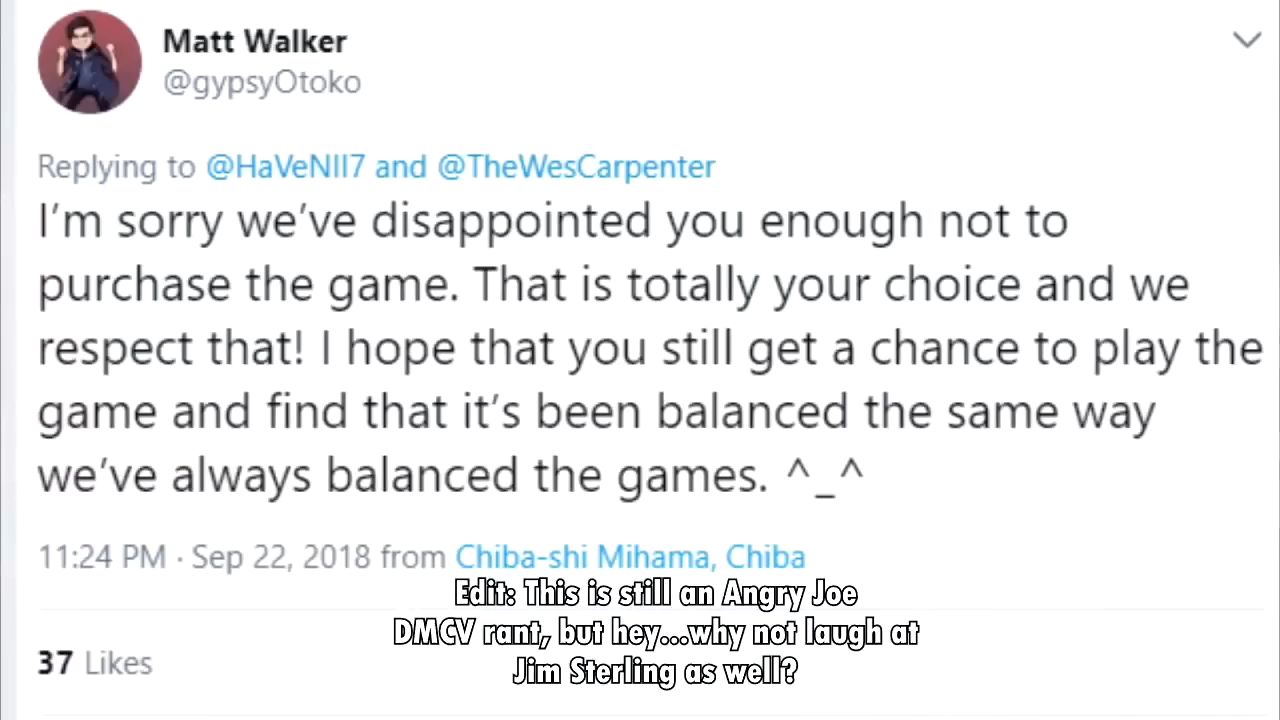 Matt Walker
@gypsyOtoko
Replying to @HaVeNII7 and @TheWesCarpenter
I’m sorry we’ve disappointed you enough not to
purchase the game. That is totally your choice and we
respect that! I hope that you still get a chance to play the
game and find that it’s been balanced the same way
we’ve always balanced the games. ^_^
11:24 PM · Sep 22, 2018 from Chiba-shi Mihama, Chiba
Edit: This is still an Angry Joe
DMCV rant, but hey...why not laugh at
Jim Sterling as well?
37 Likes